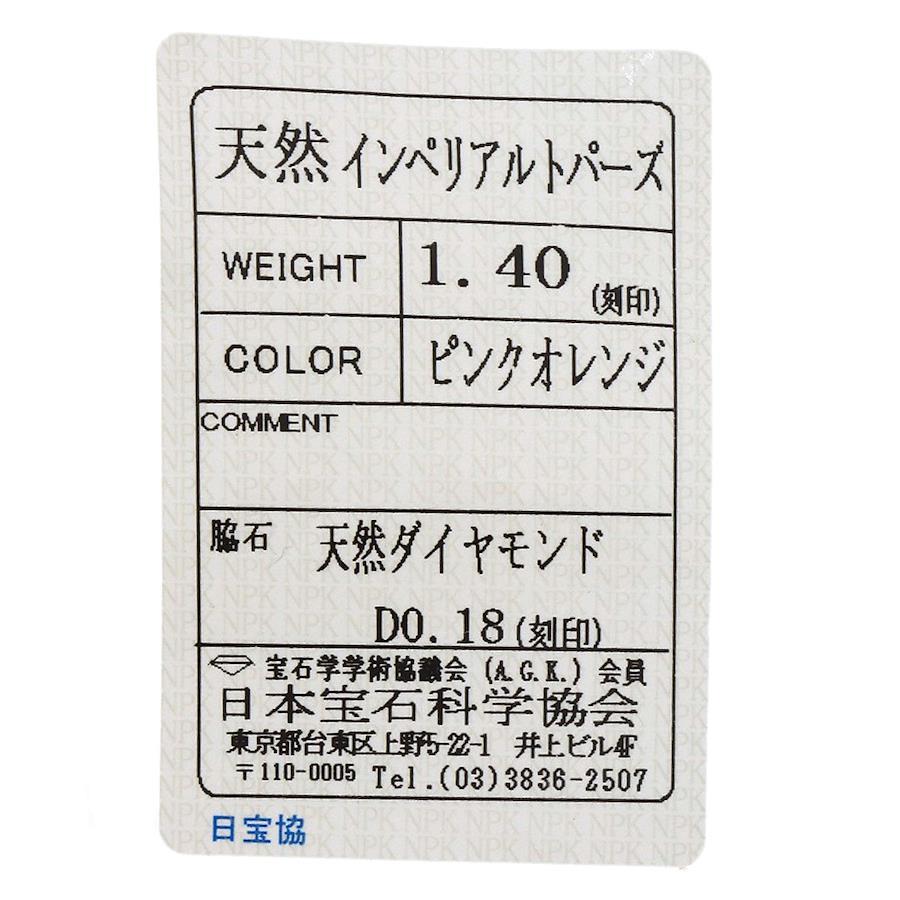 天然 インペリアルトパーズ
WEIGHT 1.40 (刻印)
COLOR ピンクオレンジ
COMMENT
脇石 天然ダイヤモンド
D0.18 (刻印)
宝石学学術協議会 (A.G.K.) 会員
日本宝石科学協会
東京都台東区上野5-22-1 井上ビル4F
〒110-0005 Tel.(03)3836-2507
日宝協